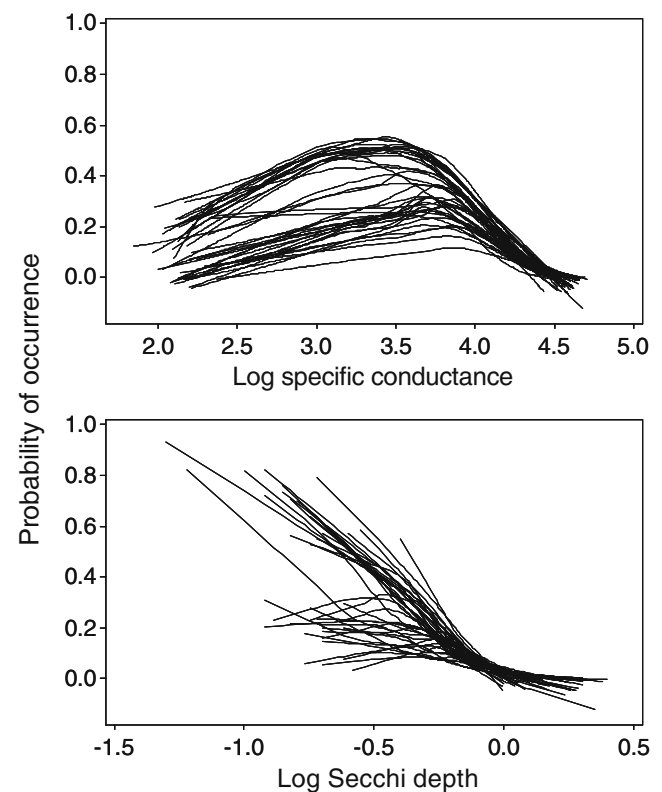 1.0
0.8
0.6
0.4
0.2
0.0
2.0 2.5 3.0 3.5 4.0 4.5 5.0
Log specific conductance
Probability of occurrence
1.0
0.8
0.6
0.4
0.2
0.0
-1.5 -1.0 -0.5 0.0 0.5
Log Secchi depth